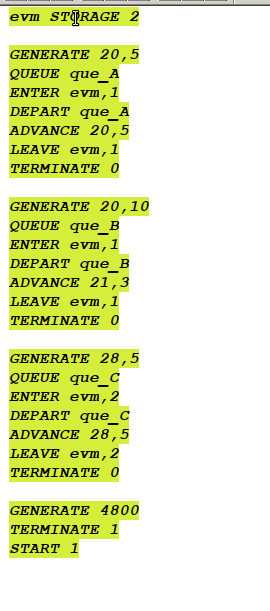 evm STORAGE 2
GENERATE 20,5
QUEUE que_A
ENTER evm,1
DEPART que_A
ADVANCE 20,5
LEAVE evm,1
TERMINATE 0
GENERATE 20,10
QUEUE que_B
ENTER evm,1
DEPART que_B
ADVANCE 21,3
LEAVE evm,1
TERMINATE 0
GENERATE 28,5
QUEUE que_C
ENTER evm,2
DEPART que_C
ADVANCE 28,5
LEAVE evm,2
TERMINATE 0
GENERATE 4800
TERMINATE 1
START 1